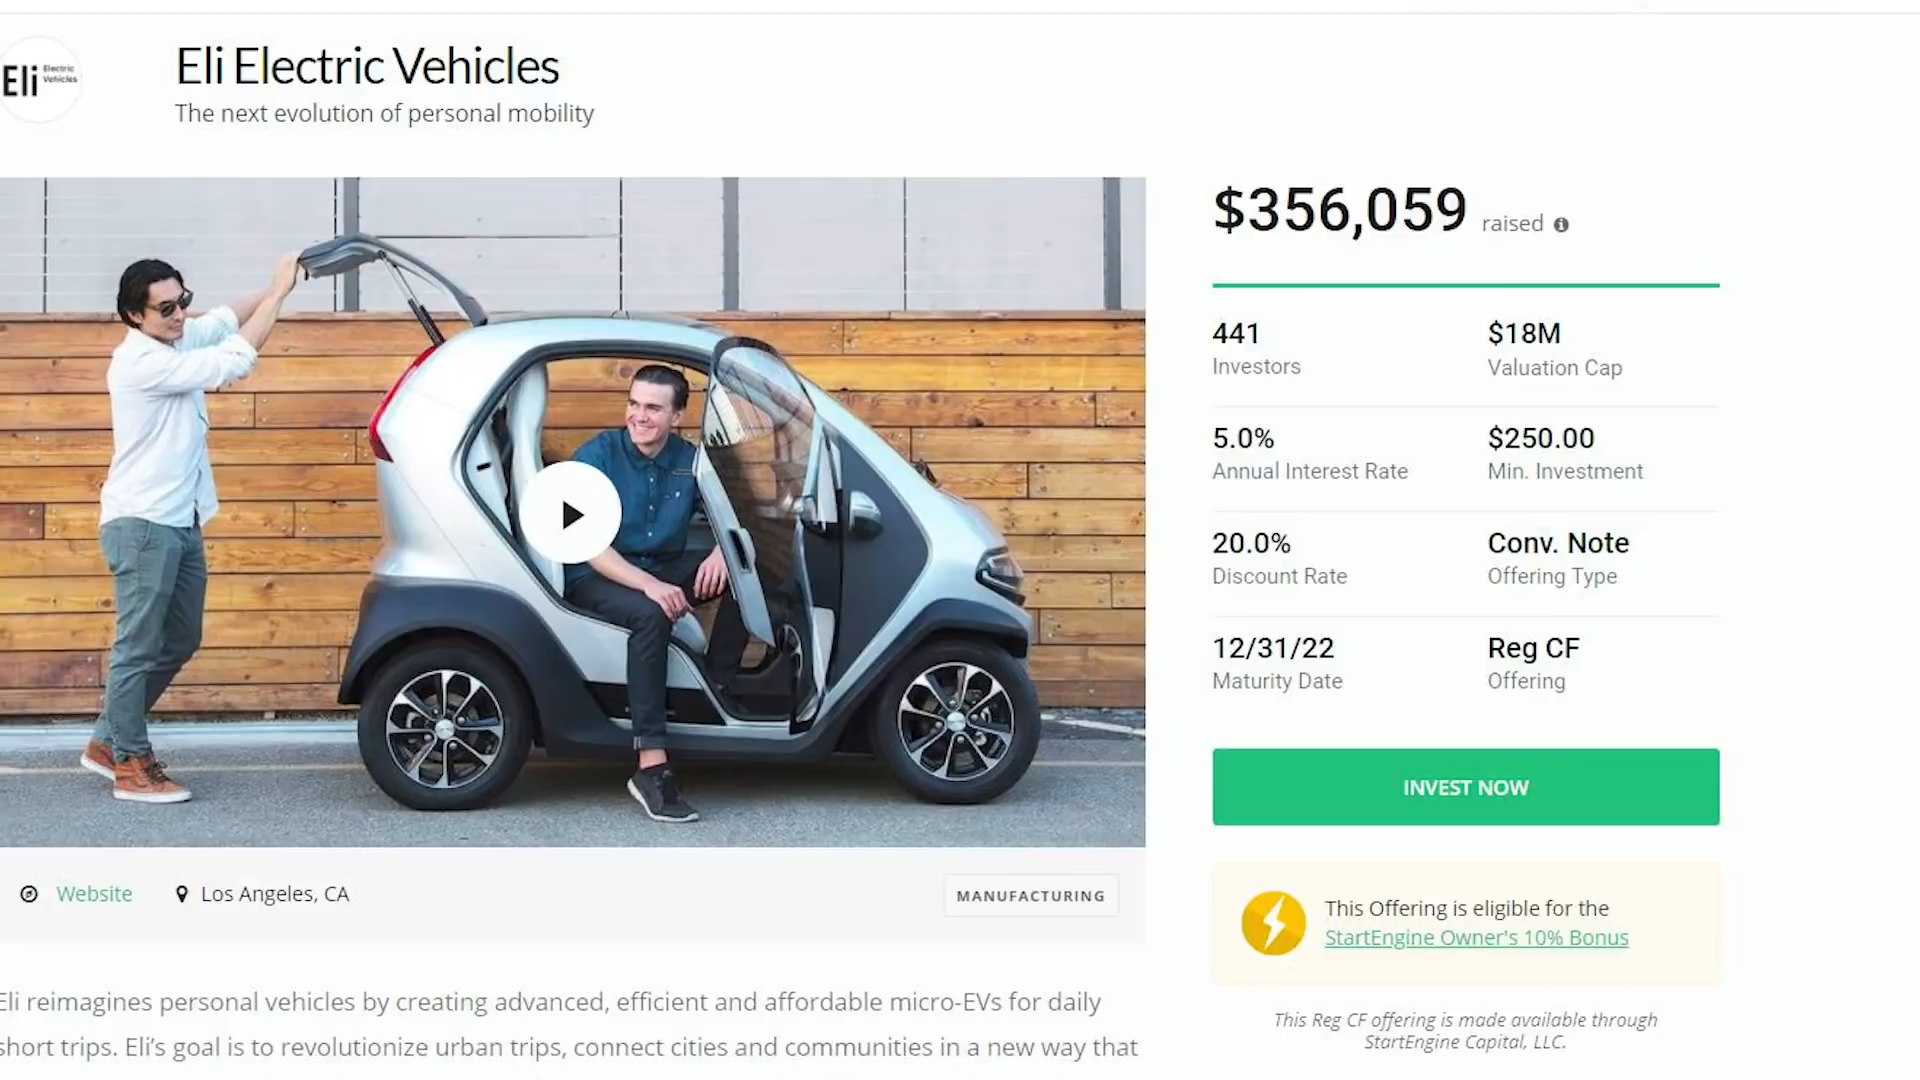 Eli Electric Vehicles
Eli Electric Vehicles
The next evolution of personal mobility
$356,059 raised
441
Investors
$18M
Valuation Cap
5.0%
Annual Interest Rate
$250.00
Min. Investment
20.0%
Discount Rate
Conv. Note
Offering Type
12/31/22
Maturity Date
Reg CF
Offering
INVEST NOW
Website
Los Angeles, CA
MANUFACTURING
This Offering is eligible for the
StartEngine Owner's 10% Bonus
Eli reimagines personal vehicles by creating advanced, efficient and affordable micro-EVs for daily
short trips. Eli’s goal is to revolutionize urban trips, connect cities and communities in a new way that
This Reg CF offering is made available through
StartEngine Capital, LLC.